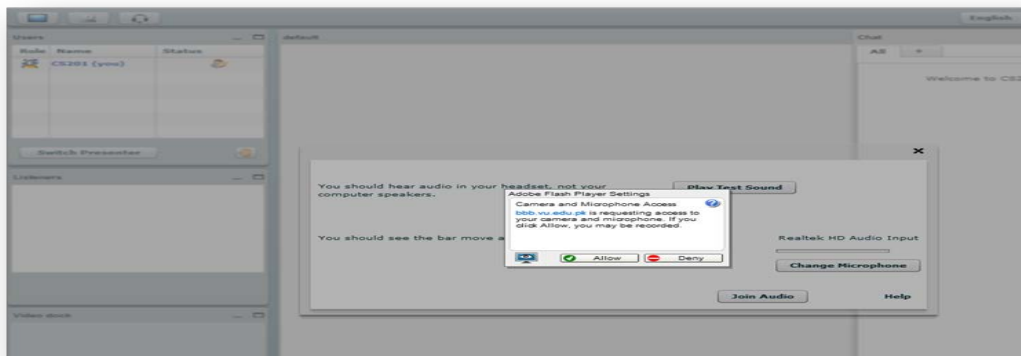 English
Users
default
Chat
Role Name Status
All +
CS201 (you)
Welcome to CS2
Switch Presenter
Listeners
You should hear audio in your headset, not your
computer speakers.
Play Test Sound
Adobe Flash Player Settings
Camera and Microphone Access
bbb.vu.edu.pk is requesting access to
your camera and microphone. If you
click Allow, you may be recorded.
Allow Deny
You should see the bar move a
Realtek HD Audio Input
Change Microphone
Join Audio
Help
Video dock